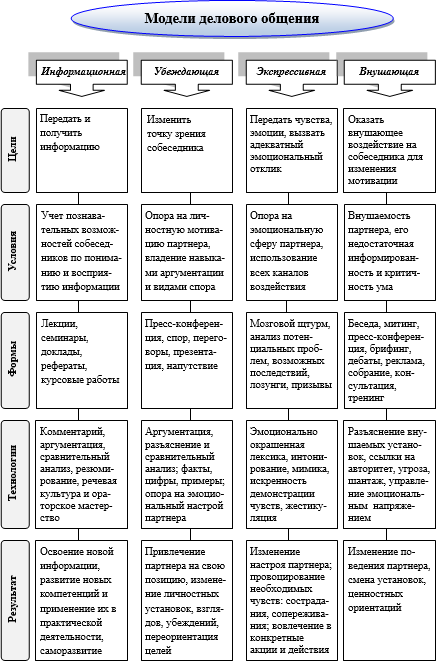 Модели делового общения
Информационная
Убеждающая
Экспрессивная
Внушающая
Цели
Передать и
получить
информацию
Изменить
точку зрения
собеседника
Передать чувства,
эмоции, вызвать
адекватный
эмоциональный
отклик
Оказать
внушающее
воздействие на
собеседника для
изменения
мотивации
Условия
Учет познава-
тельных возмож-
ностей собесед-
ников по понима-
нию и восприя-
тию информации
Опора на лич-
ностную мотива-
цию партнера,
владение навыка-
ми аргументации
и видами спора
Опора на
эмоциональную
сферу партнера,
использование
всех каналов
воздействия
Внушаемость
партнера, его
недостаточная
информирован-
ность и критич-
ность ума
Формы
Лекции,
семинары,
доклады,
рефераты,
курсовые работы
Пресс-конферен-
ция, спор, перего-
воры, презента-
ция, напутствие
Мозговой штурм,
анализ потен-
циальных проб-
лем, возможных
последствий,
лозунги, призывы
Беседа, митинг,
пресс-конферен-
ция, брифинг,
дебаты, реклама,
собрание, кон-
сультация,
тренинг
Технологии
Комментарий,
аргументация,
сравнительный
анализ, резюми-
рование, речевая
культура и ора-
торское мастер-
ство
Аргументация,
разъяснение и
сравнительный
анализ; факты,
цифры, примеры;
опора на эмоцио-
нальный настрой
партнера
Эмоционально
окрашенная
лексика, интони-
рование, мимика,
искренность
демонстрации
чувств, жестику-
ляция
Разъяснение вну-
шаемых устано-
вок, ссылки на
авторитет, угроза,
шантаж, управле-
ние эмоциональ-
ным напряже-
нием
Результат
Освоение новой
информации,
развитие новых
компетенций и
применение их в
практической
деятельности,
саморазвитие
Привлечение
партнера на свою
позицию, измене-
ние личностных
установок, взгля-
дов, убеждений,
переориентация
целей
Изменение
настроя партнера;
провоцирование
необходимых
чувств: сострада-
ния, сопережива-
ния; вовлечение в
конкретные
акции и действия
Изменение по-
ведения партнера,
смена установок,
ценностных
ориентаций